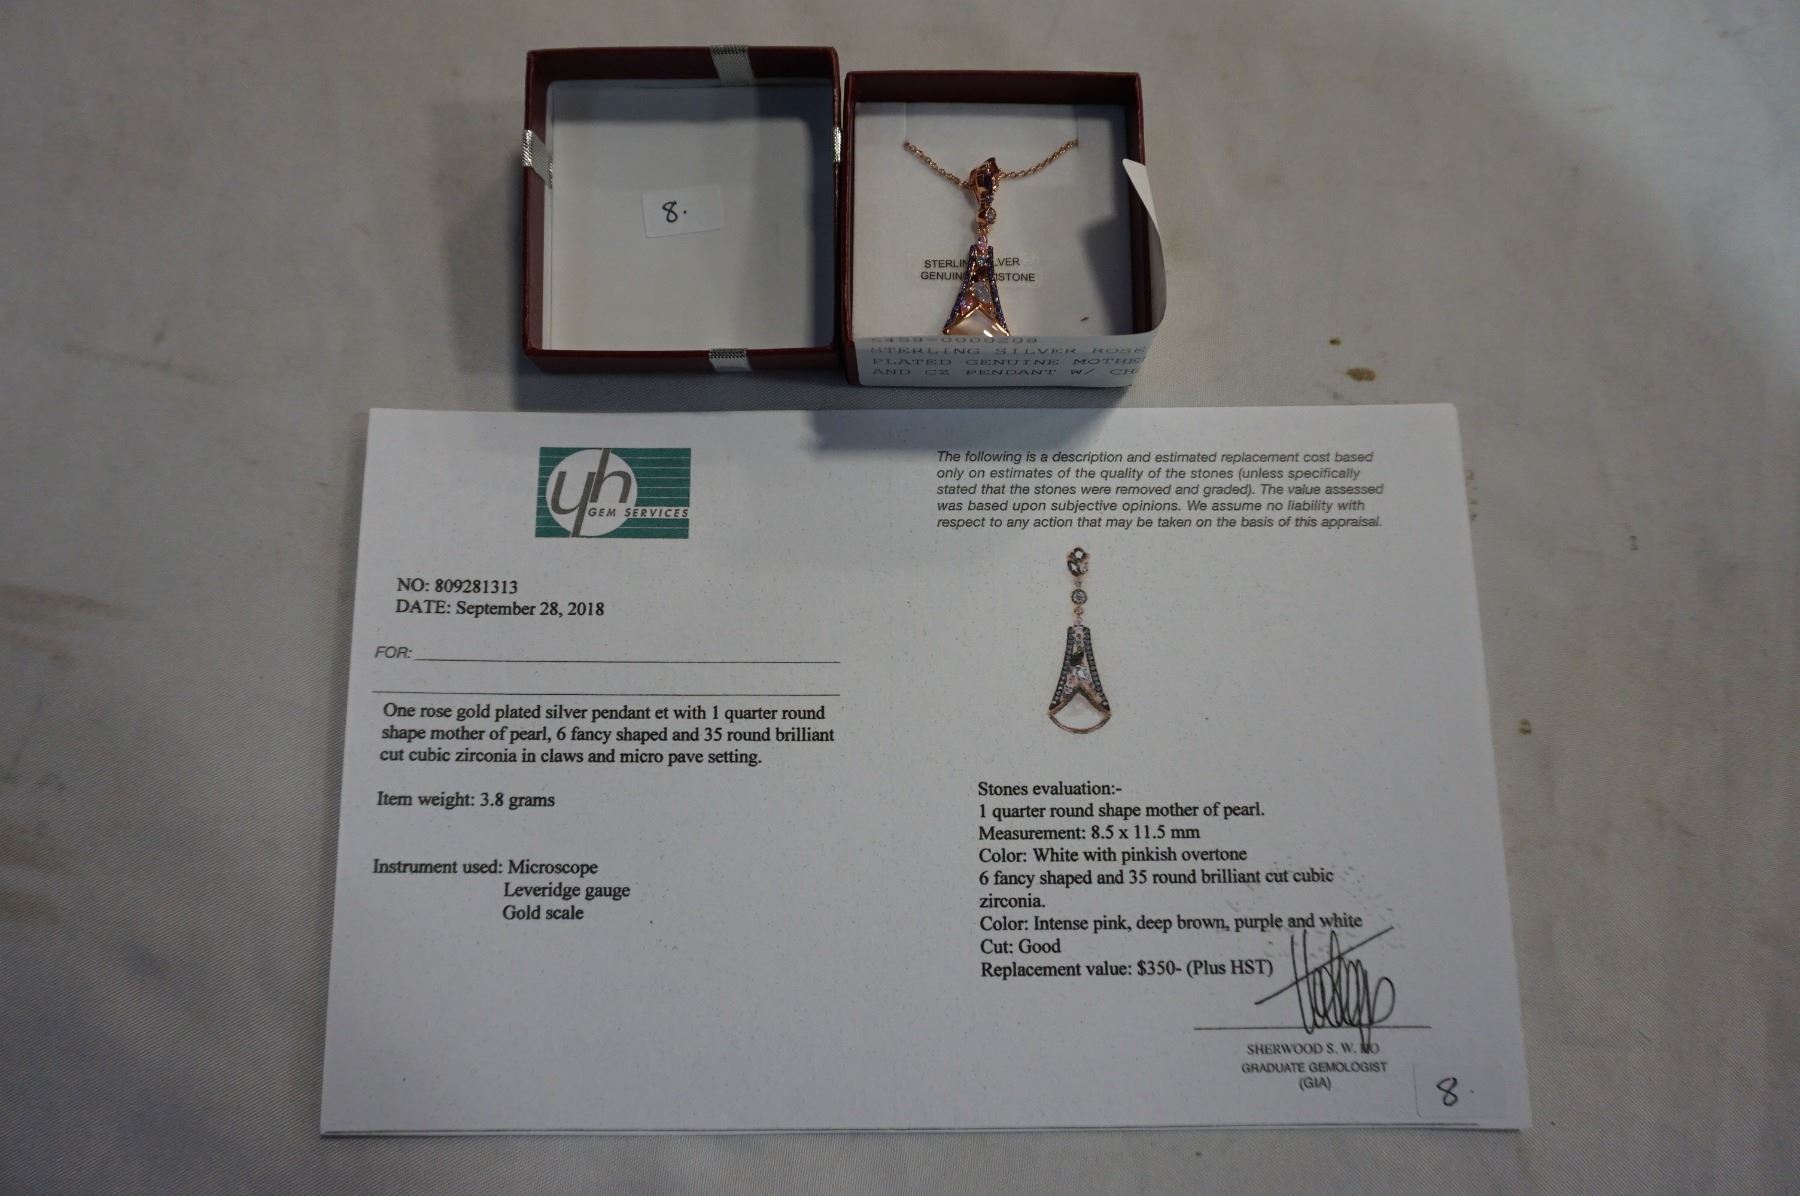 8.
STERLIN LVER
GENUIN STONE
STERLING SILVER ROSE
PLATED GENUINE MOTHE
AND CZ PENDANT W/ CH
yh
GEM SERVICES
The following is a description and estimated replacement cost based
only on estimates of the quality of the stones (unless specifically
stated that the stones were removed and graded). The value assessed
was based upon subjective opinions. We assume no liability with
respect to any action that may be taken on the basis of this appraisal.
NO: 809281313
DATE: September 28, 2018
FOR:
One rose gold plated silver pendant et with 1 quarter round
shape mother of pearl, 6 fancy shaped and 35 round brilliant
cut cubic zirconia in claws and micro pave setting.
Item weight: 3.8 grams
Instrument used: Microscope
Leveridge gauge
Gold scale
Stones evaluation:-
1 quarter round shape mother of pearl.
Measurement: 8.5 x 11.5 mm
Color: White with pinkish overtone
6 fancy shaped and 35 round brilliant cut cubic
zirconia.
Color: Intense pink, deep brown, purple and white
Cut: Good
Replacement value: $350- (Plus HST)
SHERWOOD S. W. HO
GRADUATE GEMOLOGIST
(GIA)
8.